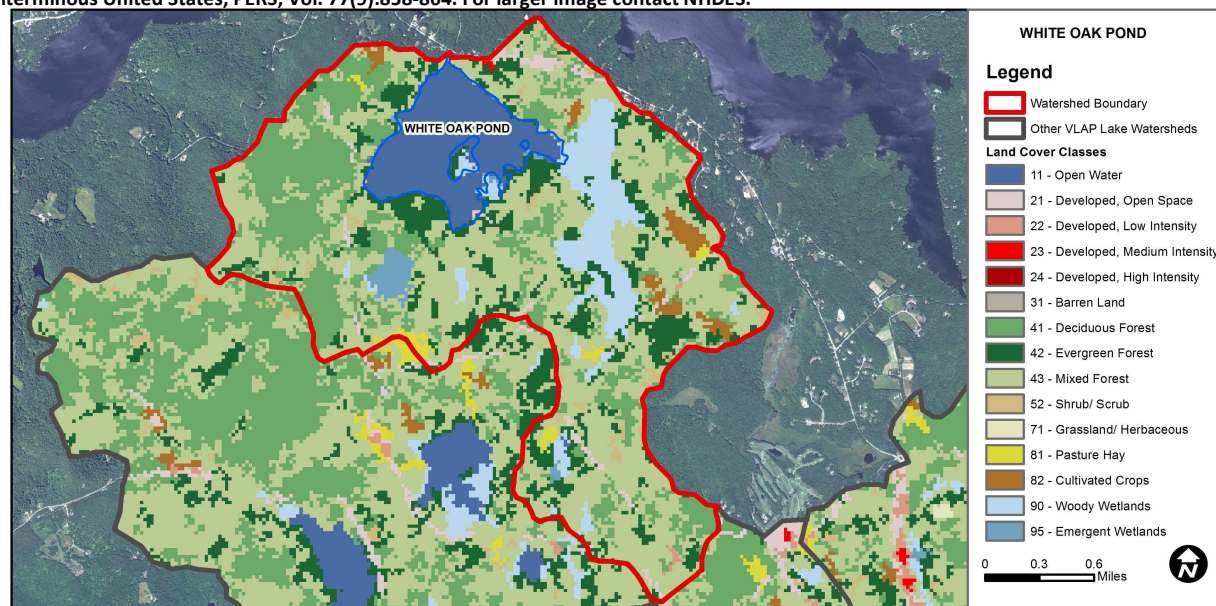 terminous United States, PERS, Vol. 77(9):858-864. For larger image contact NHDES.
WHITE OAK POND
WHITE OAK POND
Legend
Watershed Boundary
Other VLAP Lake Watersheds
Land Cover Classes
11 - Open Water
21 - Developed, Open Space
22 - Developed, Low Intensity
23 - Developed, Medium Intensity
24 - Developed, High Intensity
31 - Barren Land
41 - Deciduous Forest
42 - Evergreen Forest
43 - Mixed Forest
52 - Shrub/ Scrub
71 - Grassland/ Herbaceous
81 - Pasture Hay
82 - Cultivated Crops
90 - Woody Wetlands
95 - Emergent Wetlands
0 0.3 0.6
Miles
N